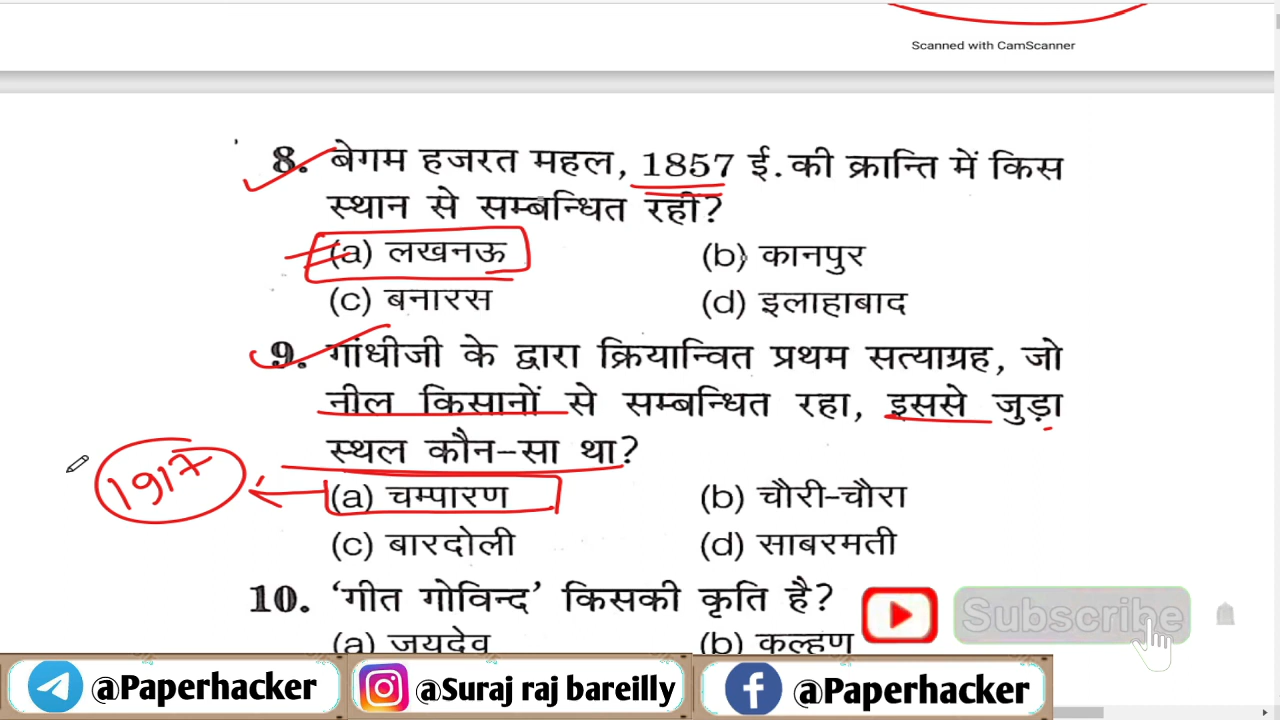 Scanned with CamScanner
8. बेगम हजरत महल, 1857 ई. की क्रान्ति में किस
स्थान से सम्बन्धित रहीं?
(a) लखनऊ (b) कानपुर
(c) बनारस (d) इलाहाबाद
9. गांधीजी के द्वारा क्रियान्वित प्रथम सत्याग्रह, जो
नील किसानों से सम्बन्धित रहा, इससे जुड़ा
स्थल कौन-सा था?
1917
(a) चम्पारण (b) चौरी-चौरा
(c) बारदोली (d) साबरमती
10. 'गीत गोविन्द' किसकी कृति है?
Subscribe
(a) जयदेव (b) कल्हण
@Paperhacker @Suraj raj bareilly @Paperhacker